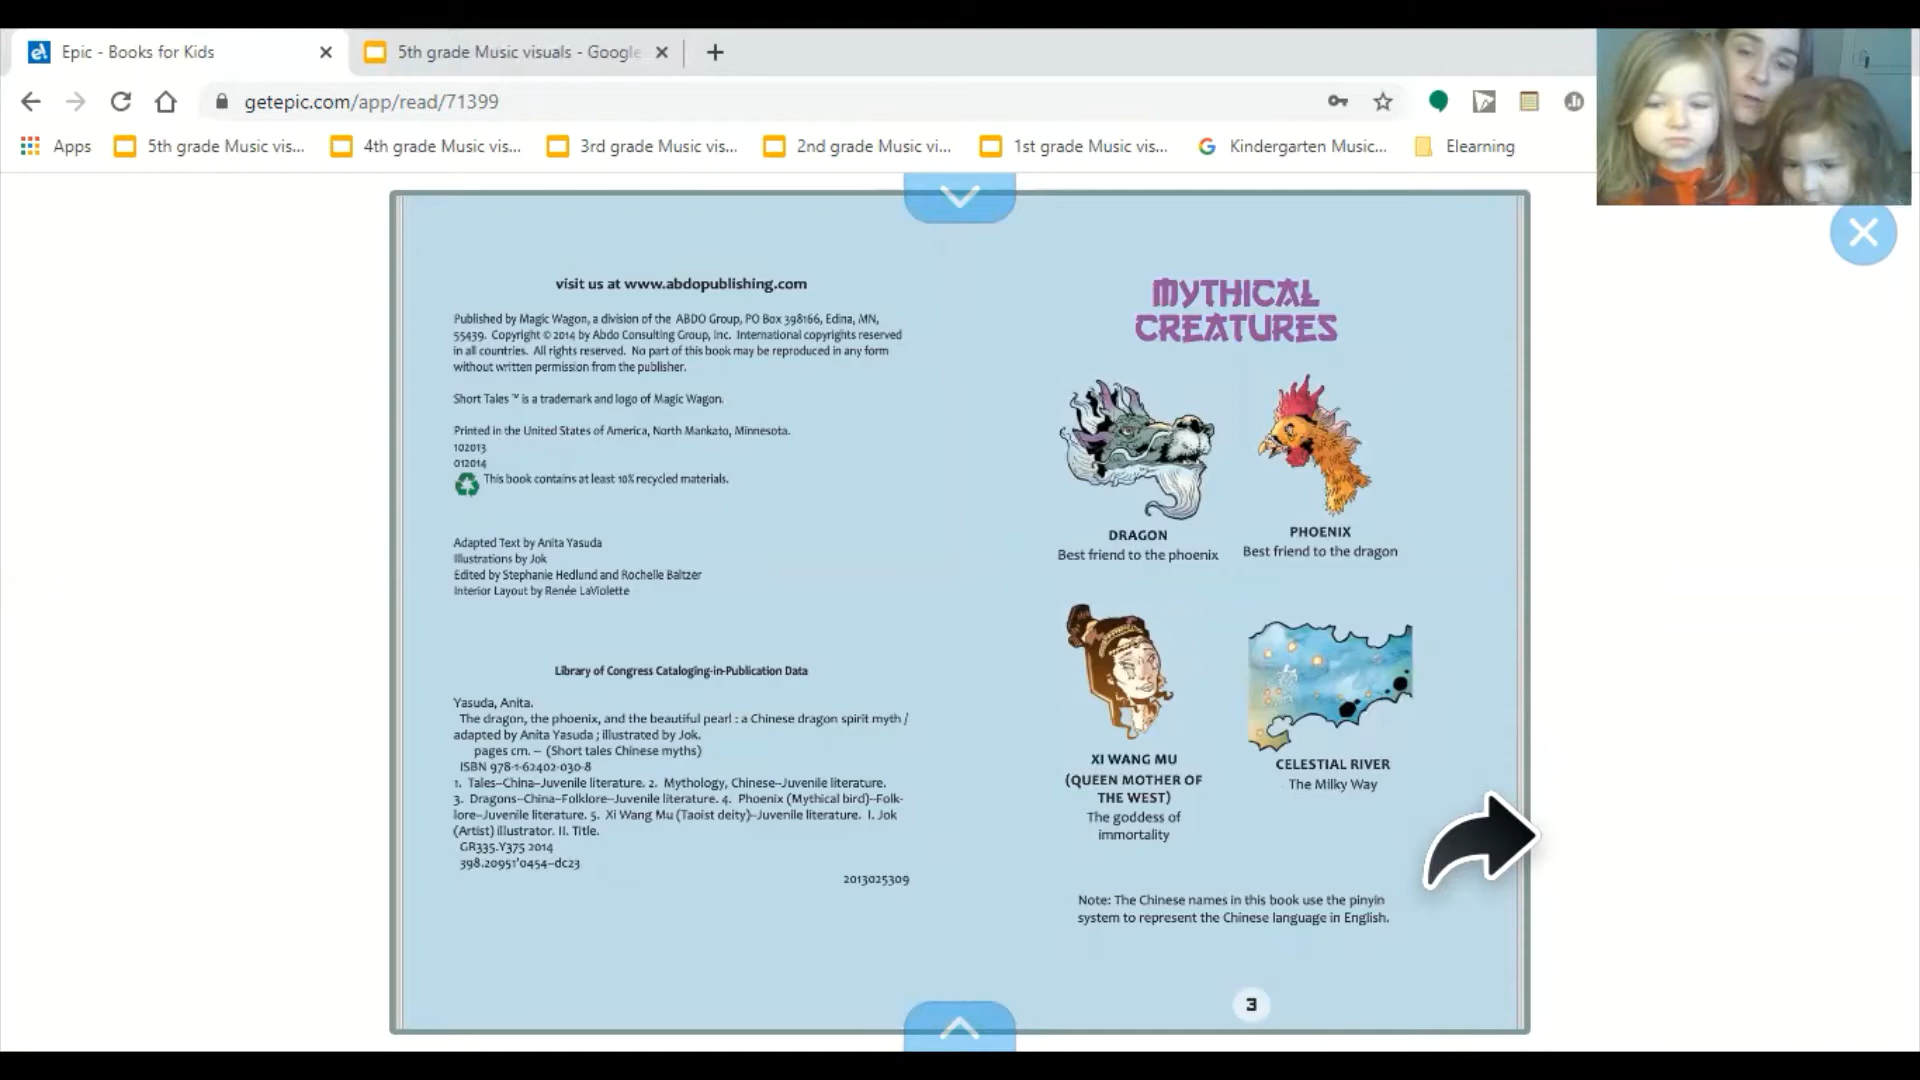 Epic - Books for Kids
5th grade Music visuals - Google
getepic.com/app/read/71399
Apps
5th grade Music vis...
4th grade Music vis...
3rd grade Music vis...
2nd grade Music vi...
1st grade Music vis...
Kindergarten Music...
Elearning
visit us at www.abdopublishing.com
Published by Magic Wagon, a division of the ABDO Group, PO Box 398166, Edina, MN,
55439. Copyright © 2014 by Abdo Consulting Group, Inc. International copyrights reserved
in all countries. All rights reserved. No part of this book may be reproduced in any form
without written permission from the publisher.
Short Tales ™ is a trademark and logo of Magic Wagon.
Printed in the United States of America, North Mankato, Minnesota.
102013
012014
This book contains at least 10% recycled materials.
Adapted Text by Anita Yasuda
Illustrations by Jok
Edited by Stephanie Hedlund and Rochelle Baltzer
Interior Layout by Renée LaViolette
Library of Congress Cataloging-in-Publication Data
Yasuda, Anita.
The dragon, the phoenix, and the beautiful pearl : a Chinese dragon spirit myth /
adapted by Anita Yasuda ; illustrated by Jok.
pages cm. -- (Short tales Chinese myths)
ISBN 978-1-62402-030-8
1. Tales--China--Juvenile literature. 2. Mythology, Chinese--Juvenile literature.
3. Dragons--China--Folklore--Juvenile literature. 4. Phoenix (Mythical bird)--Folk-
lore--Juvenile literature. 5. Xi Wang Mu (Taoist deity)--Juvenile literature. I. Jok
(Artist) illustrator. II. Title.
GR335.Y375 2014
398.20951'0454--dc23
2013025309
MYTHICAL
CREATURES
DRAGON
Best friend to the phoenix
PHOENIX
Best friend to the dragon
XI WANG MU
(QUEEN MOTHER OF
THE WEST)
The goddess of
immortality
CELESTIAL RIVER
The Milky Way
Note: The Chinese names in this book use the pinyin
system to represent the Chinese language in English.
3